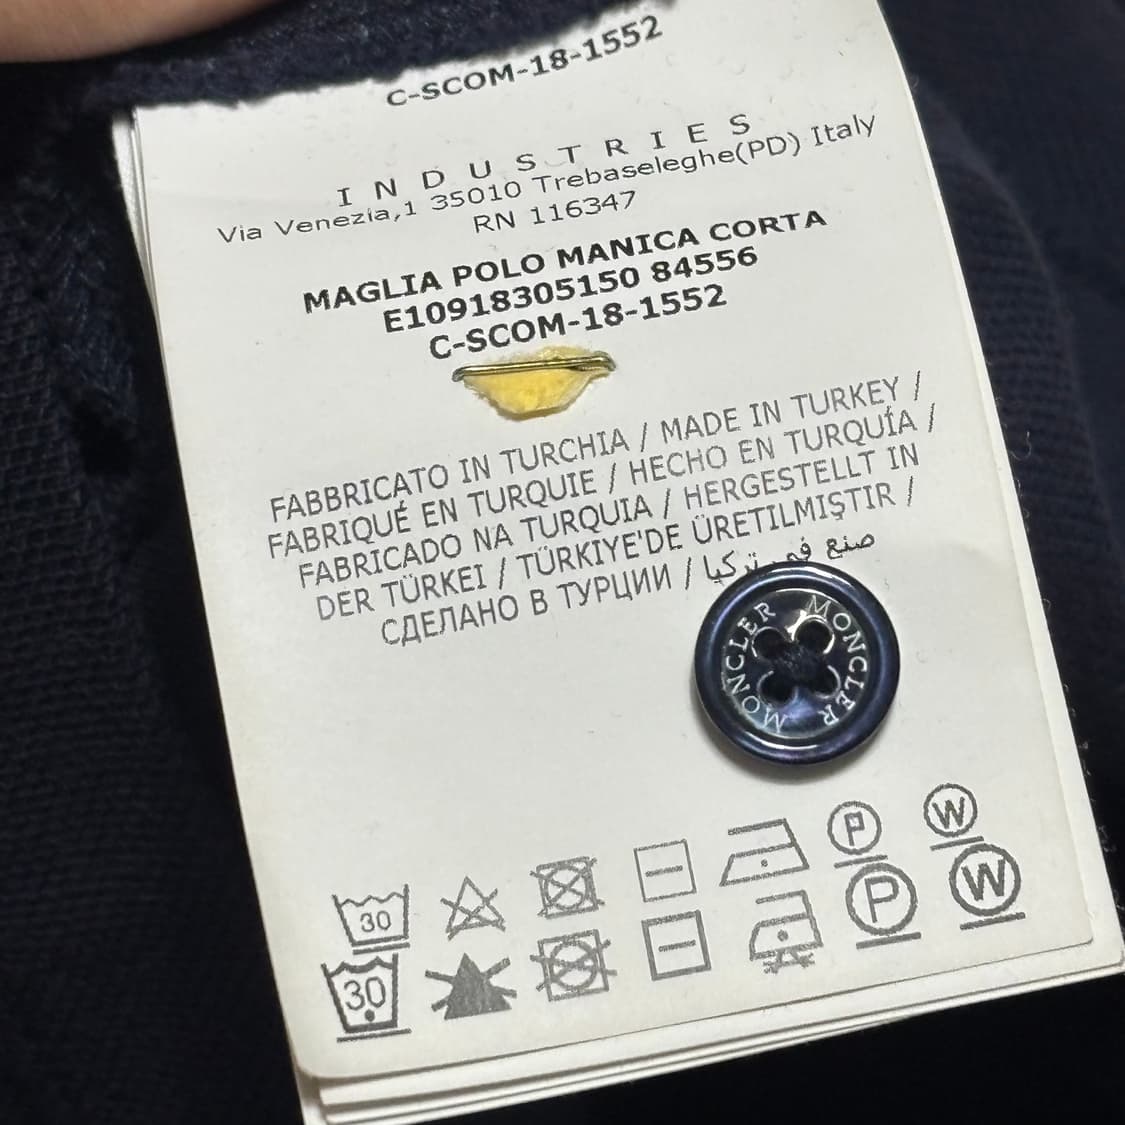 C-SCOM-18-1552
INDUSTRIES
Via Venezia,1 35010 Trebaseleghe(PD) Italy
RN 116347
MAGLIA POLO MANICA CORTA
E10918305150 84556
C-SCOM-18-1552
FABBRICATO IN TURCHIA / MADE IN TURKEY /
FABRIQUÉ EN TURQUIE / HECHO EN TURQUÍA /
FABRICADO NA TURQUIA / HERGESTELLT IN
DER TÜRKEI / TÜRKIYE'DE ÜRETILMIŞTIR /
СДЕЛАНО В ТУРЦИИ / صنع في تركيا
MONCLER MONCLER
30 P W
30 P W